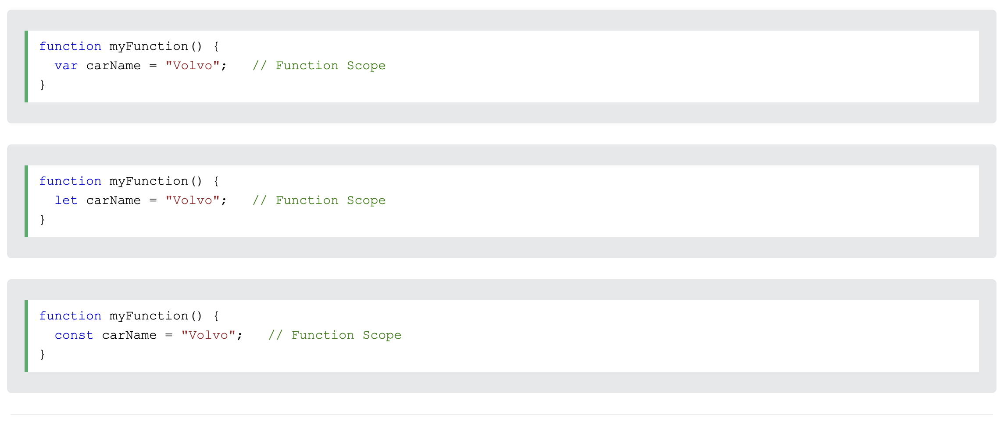 function myFunction() {
  var carName = "Volvo";   // Function Scope
}
function myFunction() {
  let carName = "Volvo";   // Function Scope
}
function myFunction() {
  const carName = "Volvo";   // Function Scope
}